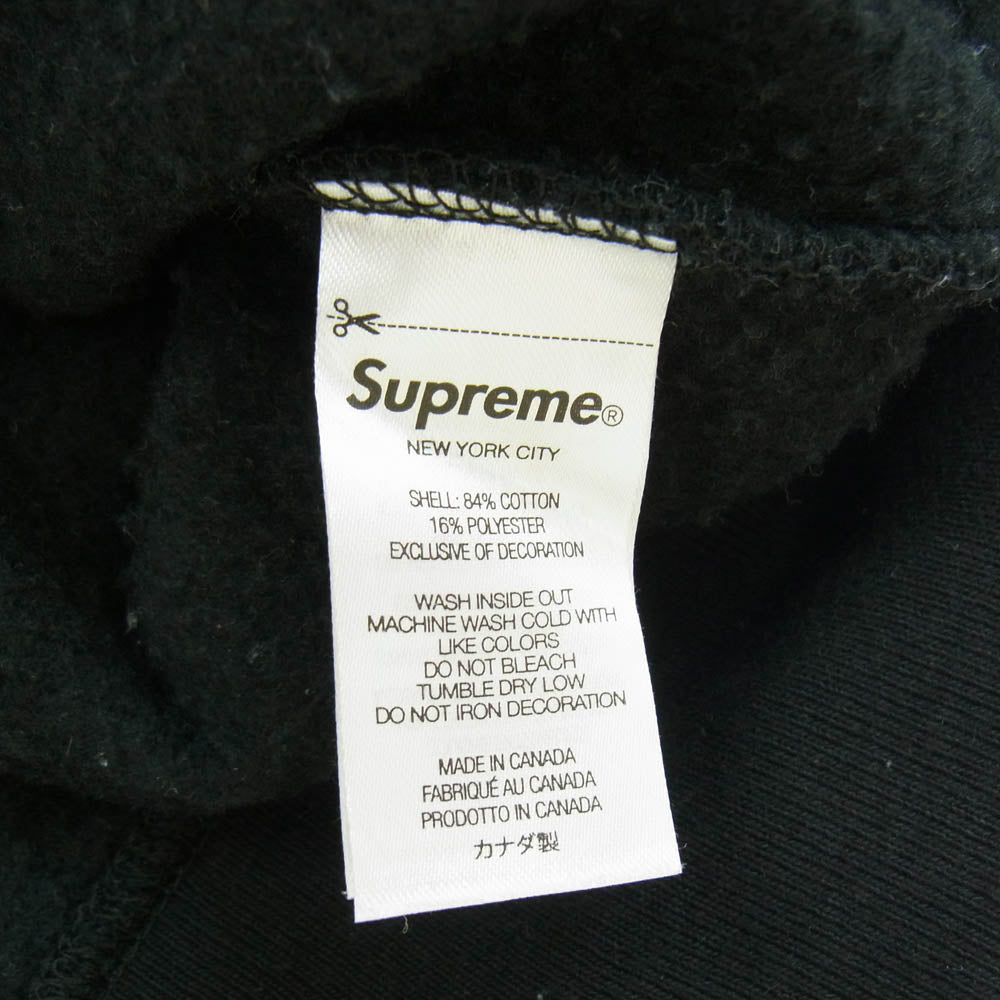 Supreme®
NEW YORK CITY
SHELL: 84% COTTON
16% POLYESTER
EXCLUSIVE OF DECORATION
WASH INSIDE OUT
MACHINE WASH COLD WITH
LIKE COLORS
DO NOT BLEACH
TUMBLE DRY LOW
DO NOT IRON DECORATION
MADE IN CANADA
FABRIQUÉ AU CANADA
PRODOTTO IN CANADA
カナダ製